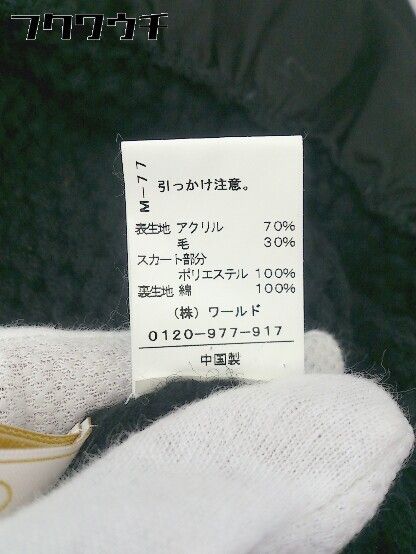 フクワウチ
M-77
引っかけ注意。
表生地 アクリル 70%
毛 30%
スカート部分
ポリエステル 100%
裏生地 綿 100%
(株) ワールド
0120-977-917
中国製